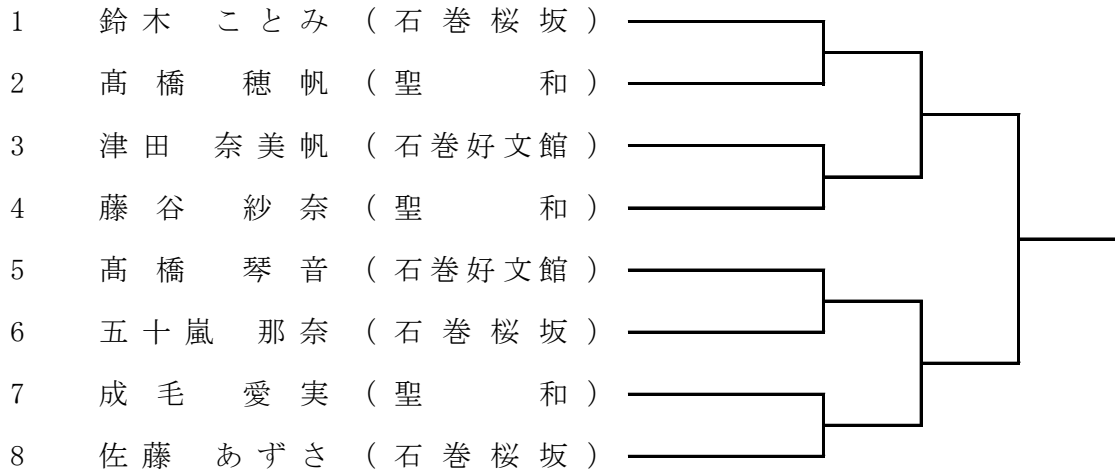 1 鈴木 ことみ (石巻桜坂)
2 髙橋 穂帆 (聖 和)
3 津田 奈美帆 (石巻好文館)
4 藤谷 紗奈 (聖 和)
5 髙橋 琴音 (石巻好文館)
6 五十嵐 那奈 (石巻桜坂)
7 成毛 愛実 (聖 和)
8 佐藤 あずさ (石巻桜坂)